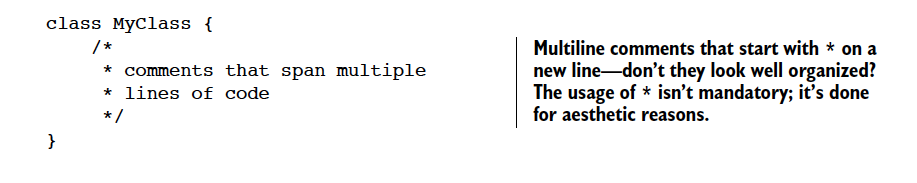 class MyClass {
/*
* comments that span multiple
* lines of code
*/
}
Multiline comments that start with * on a
new line—don't they look well organized?
The usage of * isn't mandatory; it's done
for aesthetic reasons.